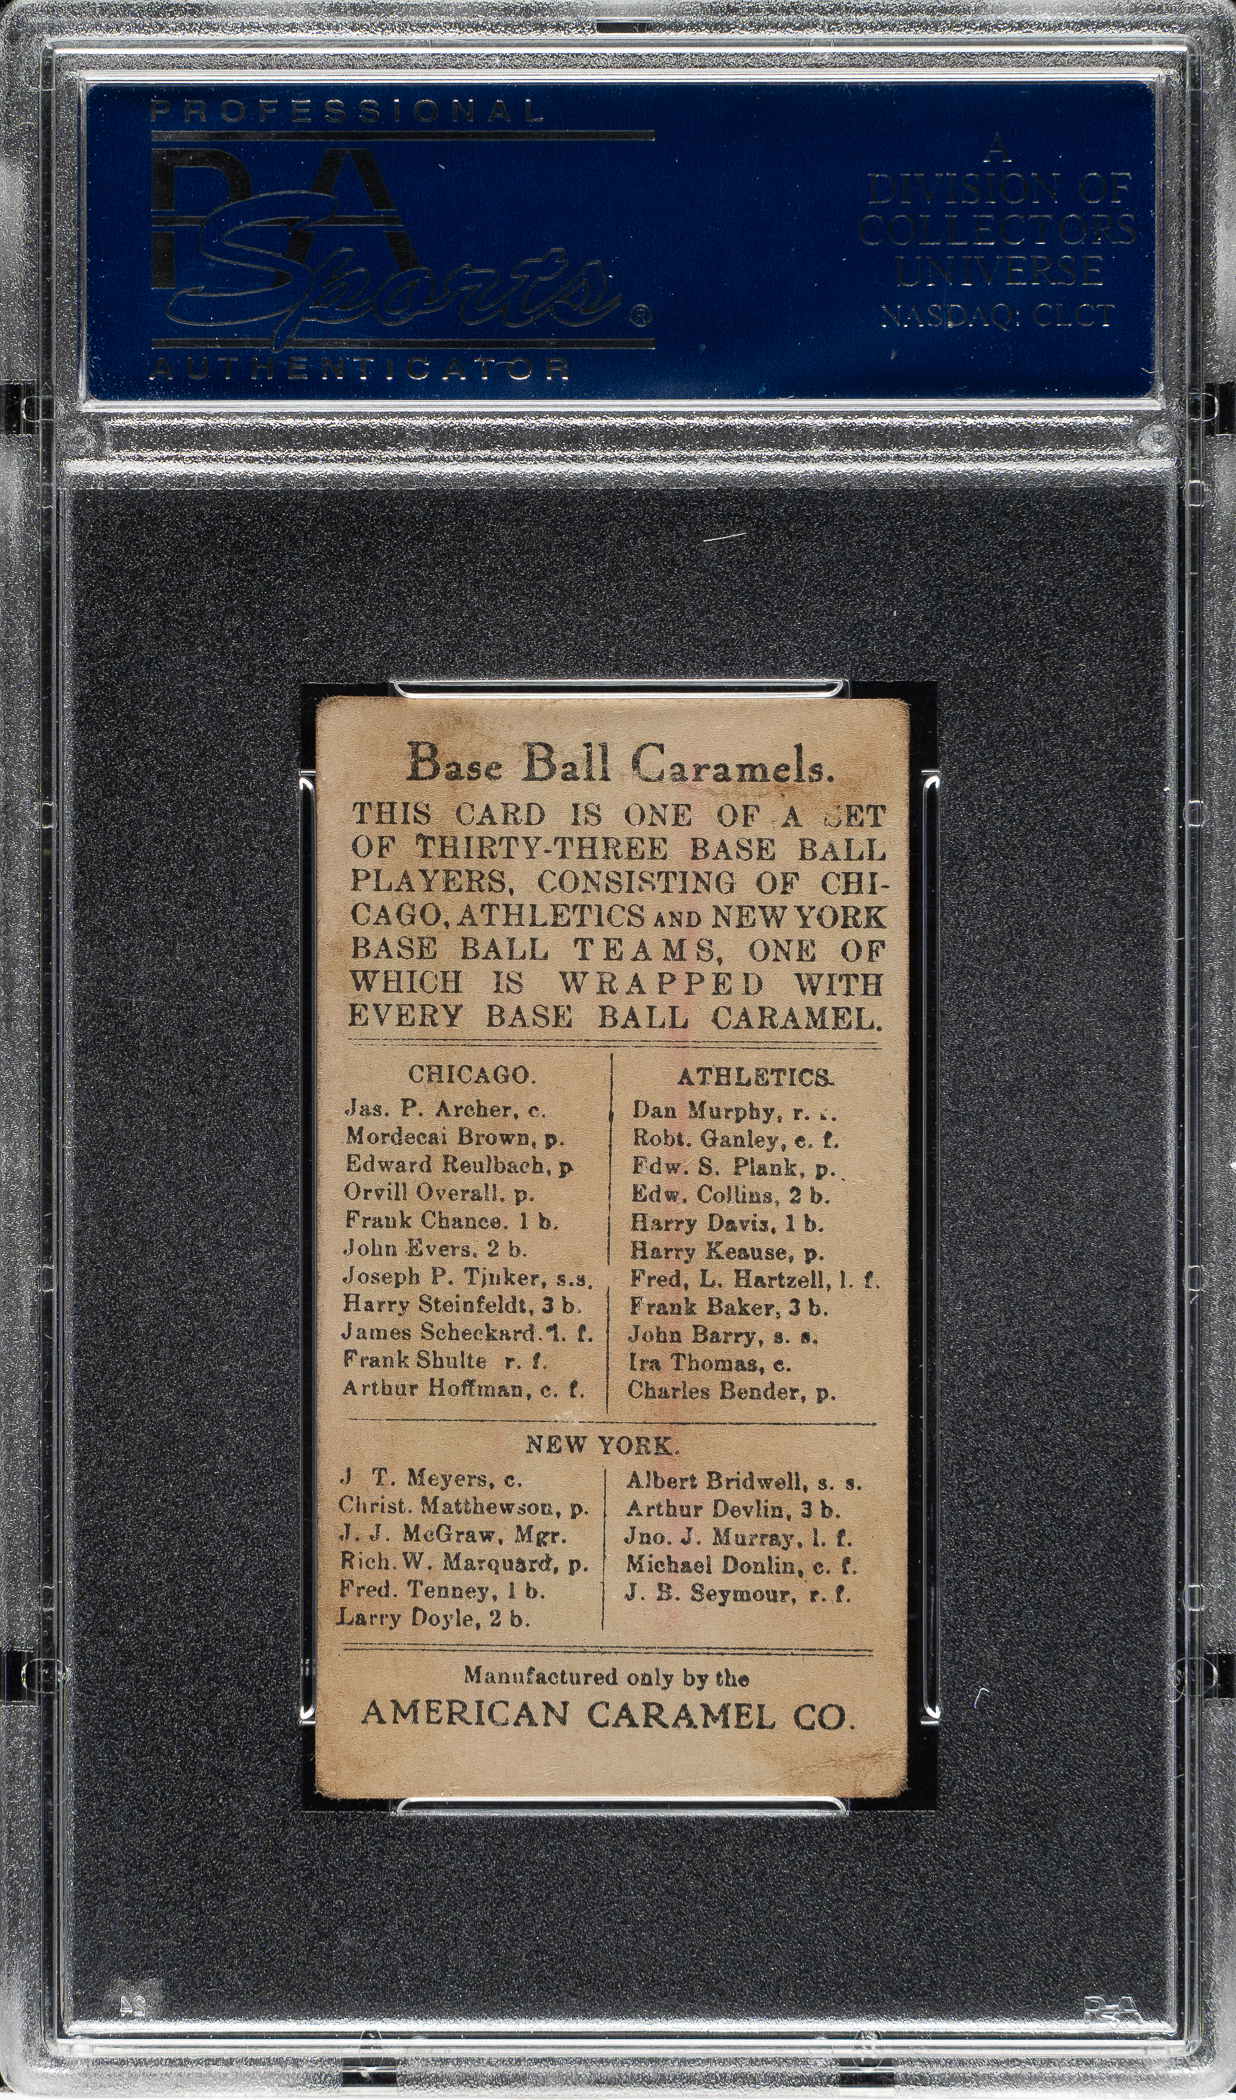 PROFESSIONAL
PSA
Sports®
AUTHENTICATOR
A
DIVISION OF
COLLECTORS
UNIVERSE
NASDAQ: CLCT
Base Ball Caramels.
THIS CARD IS ONE OF A SET
OF THIRTY-THREE BASE BALL
PLAYERS, CONSISTING OF CHI-
CAGO, ATHLETICS AND NEW YORK
BASE BALL TEAMS, ONE OF
WHICH IS WRAPPED WITH
EVERY BASE BALL CARAMEL.
CHICAGO.
Jas. P. Archer, c.
Mordecai Brown, p.
Edward Reulbach, p
Orvill Overall, p.
Frank Chance. 1 b.
John Evers, 2 b.
Joseph P. Tinker, s.s.
Harry Steinfeldt, 3 b.
James Scheckard. l. f.
Frank Shulte r. f.
Arthur Hoffman, c. f.
ATHLETICS.
Dan Murphy, r.
Robt. Ganley, c. f.
Edw. S. Plank, p.
Edw. Collins, 2 b.
Harry Davis, 1 b.
Harry Keause, p.
Fred, L. Hartzell, l. f.
Frank Baker, 3 b.
John Barry, s. s.
Ira Thomas, c.
Charles Bender, p.
NEW YORK.
J T. Meyers, c.
Christ. Matthewson, p.
J. J. McGraw, Mgr.
Rich. W. Marquard, p.
Fred. Tenney, 1 b.
Larry Doyle, 2 b.
Albert Bridwell, s. s.
Arthur Devlin, 3 b.
Jno. J. Murray, l. f.
Michael Donlin, c. f.
J. B. Seymour, r. f.
Manufactured only by the
AMERICAN CARAMEL CO.
PSA